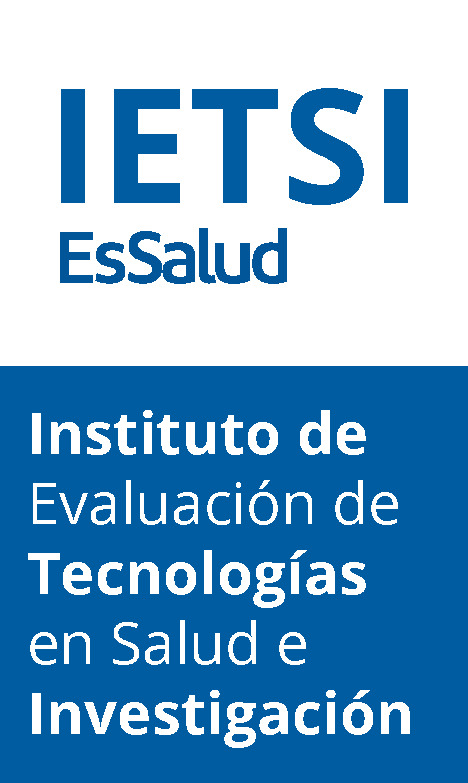 IETSI
EsSalud
Instituto de
Evaluación de
Tecnologías
en Salud e
Investigación